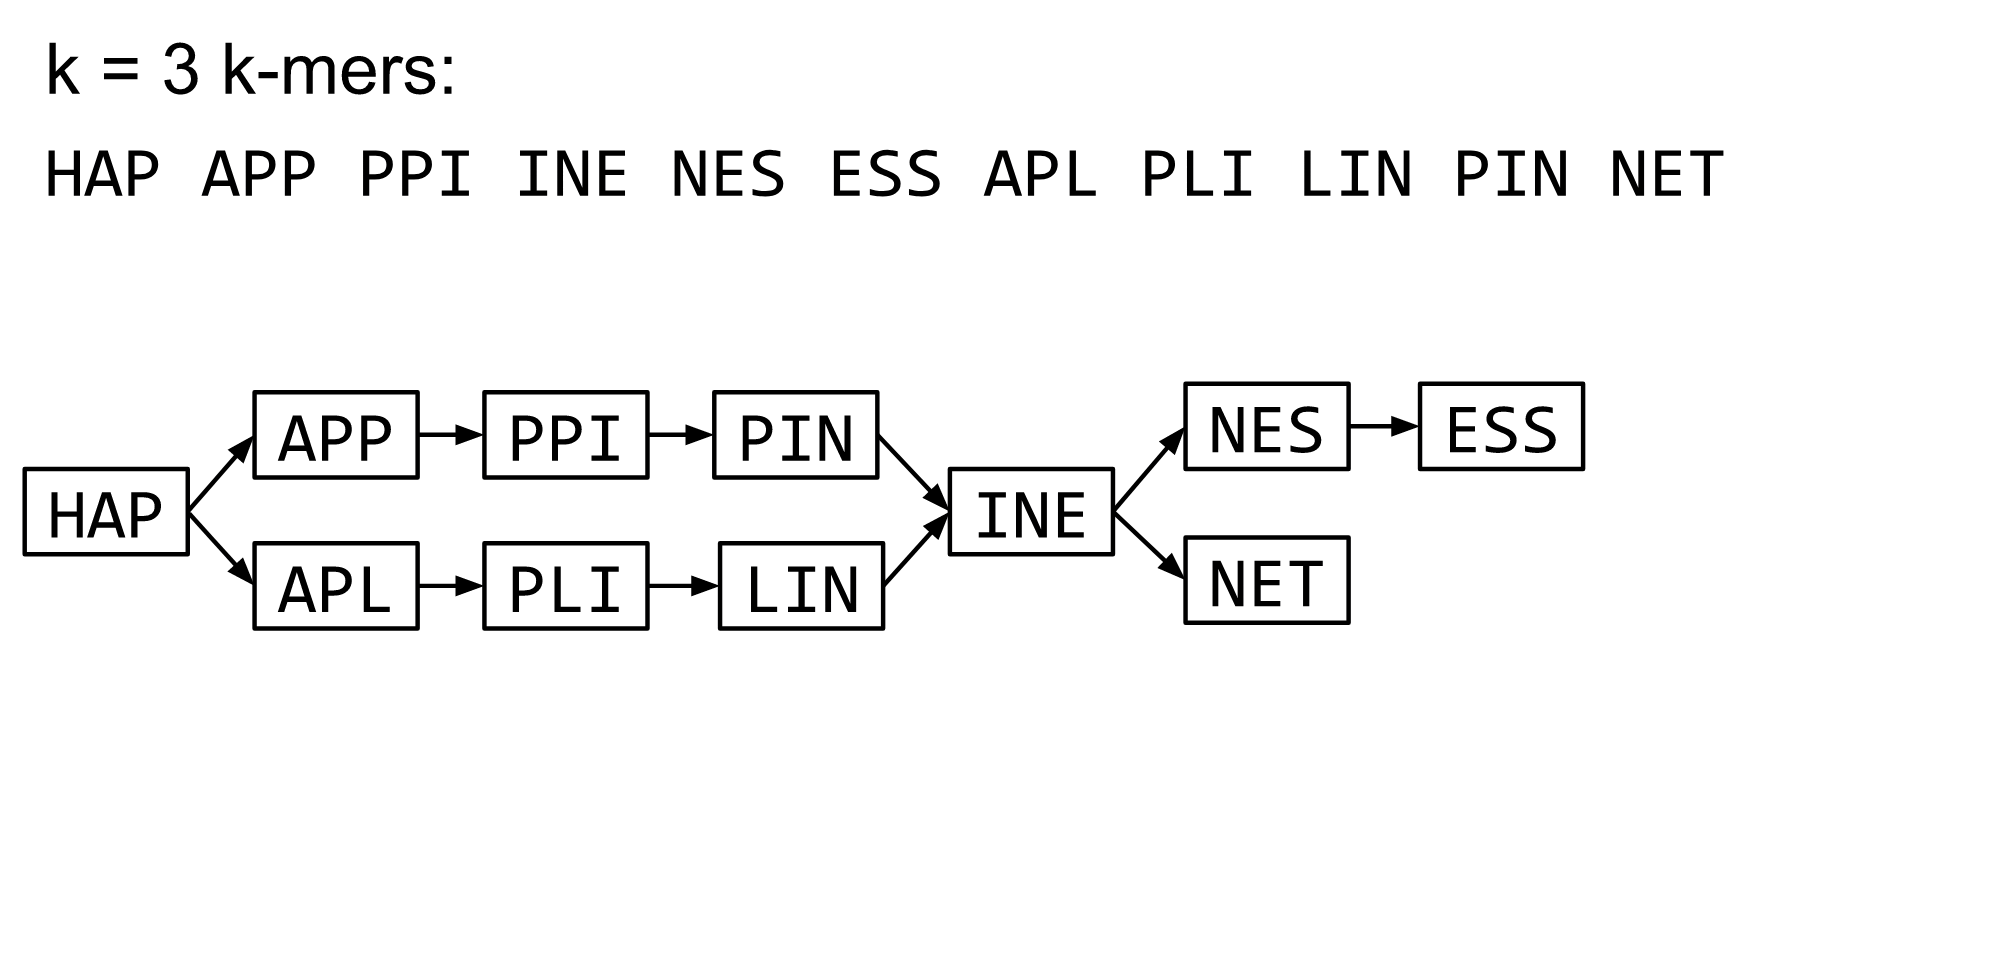 k = 3 k-mers:
HAP APP PPI INE NES ESS APL PLI LIN PIN NET
NES ESS
APP PPI PIN
HAP INE
APL PLI LIN
NET